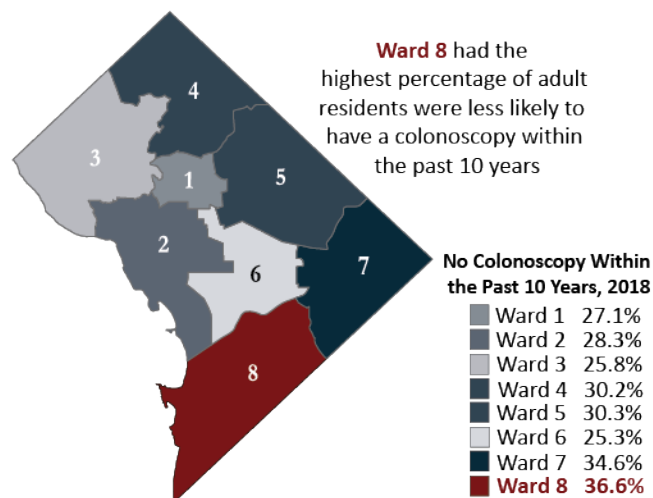 Ward 8 had the
highest percentage of adult
residents were less likely to
have a colonoscopy within
the past 10 years
4
3
1
5
2
6
7
8
No Colonoscopy Within
the Past 10 Years, 2018
Ward 1 27.1%
Ward 2 28.3%
Ward 3 25.8%
Ward 4 30.2%
Ward 5 30.3%
Ward 6 25.3%
Ward 7 34.6%
Ward 8 36.6%